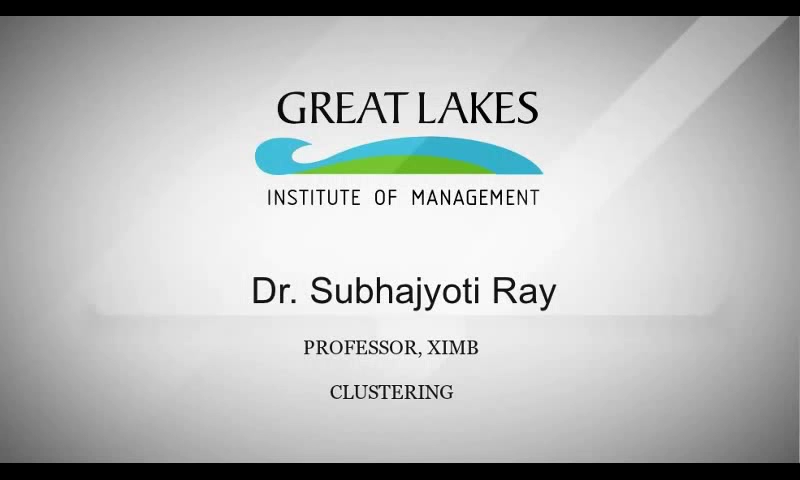 GREAT LAKES
INSTITUTE OF MANAGEMENT
Dr. Subhajyoti Ray
PROFESSOR, XIMB
CLUSTERING